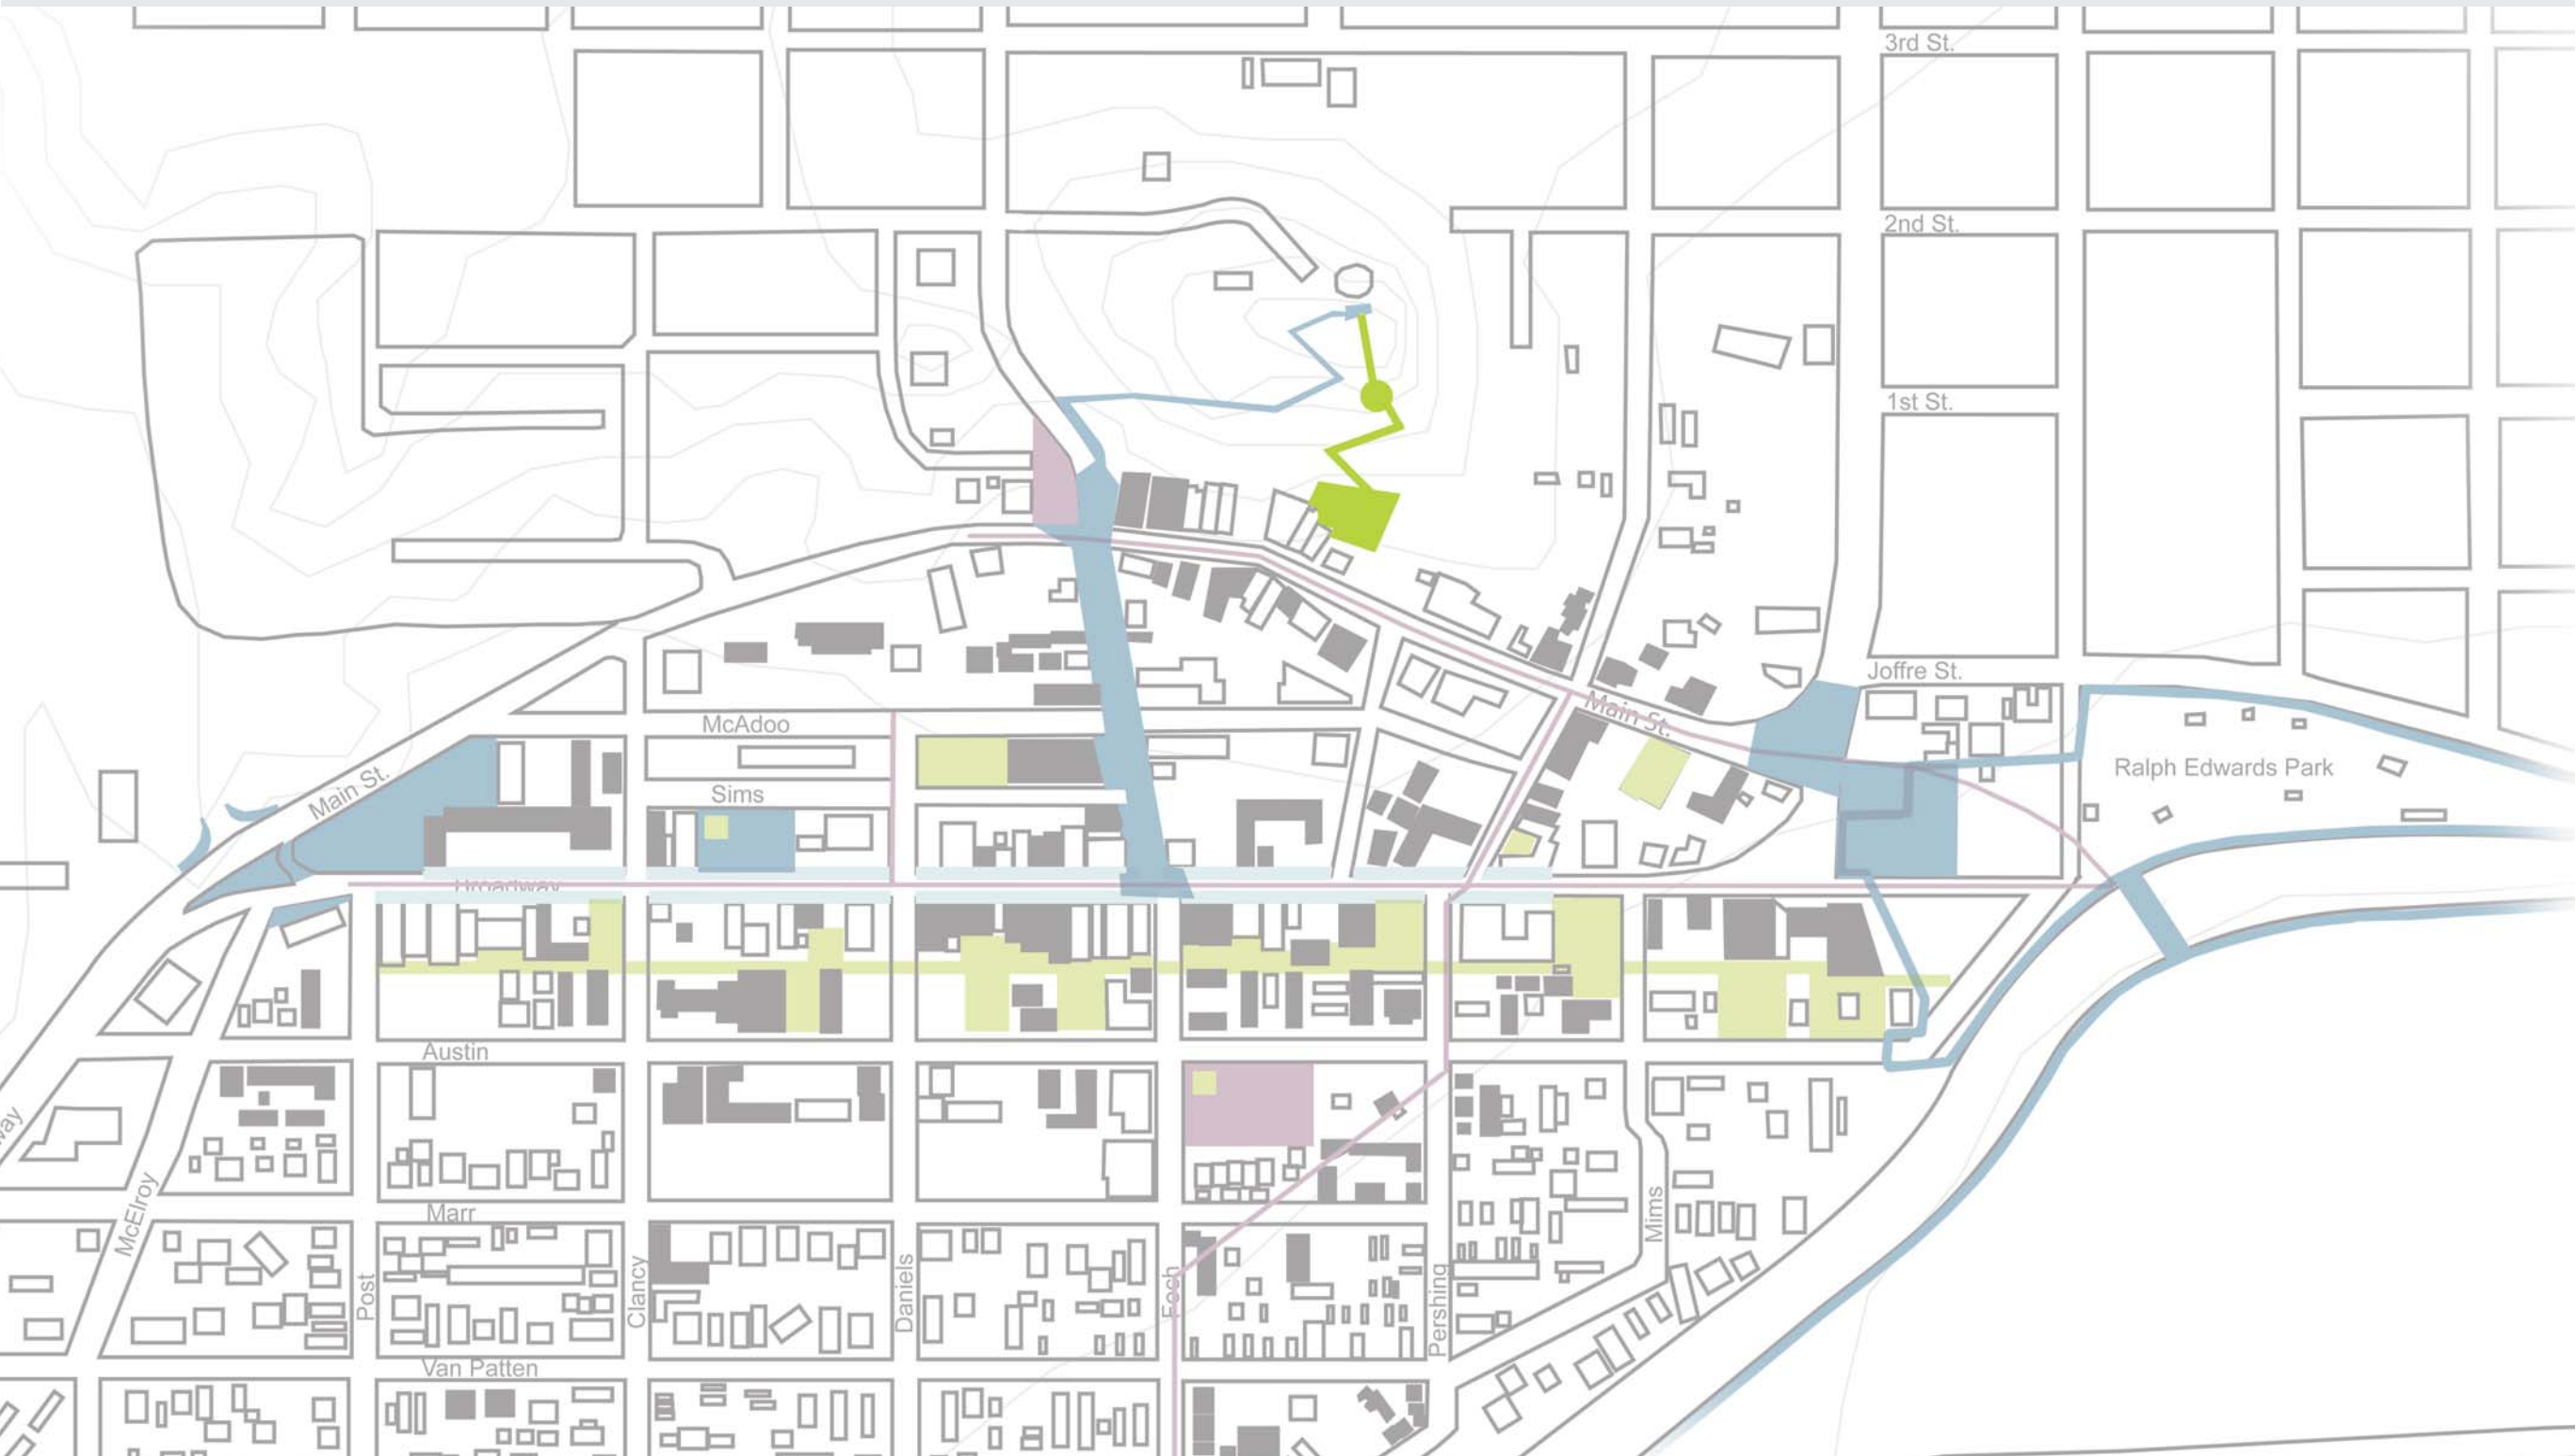 3rd St.
2nd St.
1st St.
Joffre St.
Main St.
McAdoo
Ralph Edwards Park
Main St.
Sims
Broadway
Austin
McElroy
Marr
Mims
Post
Clancy
Daniels
Foch
Pershing
Van Patten